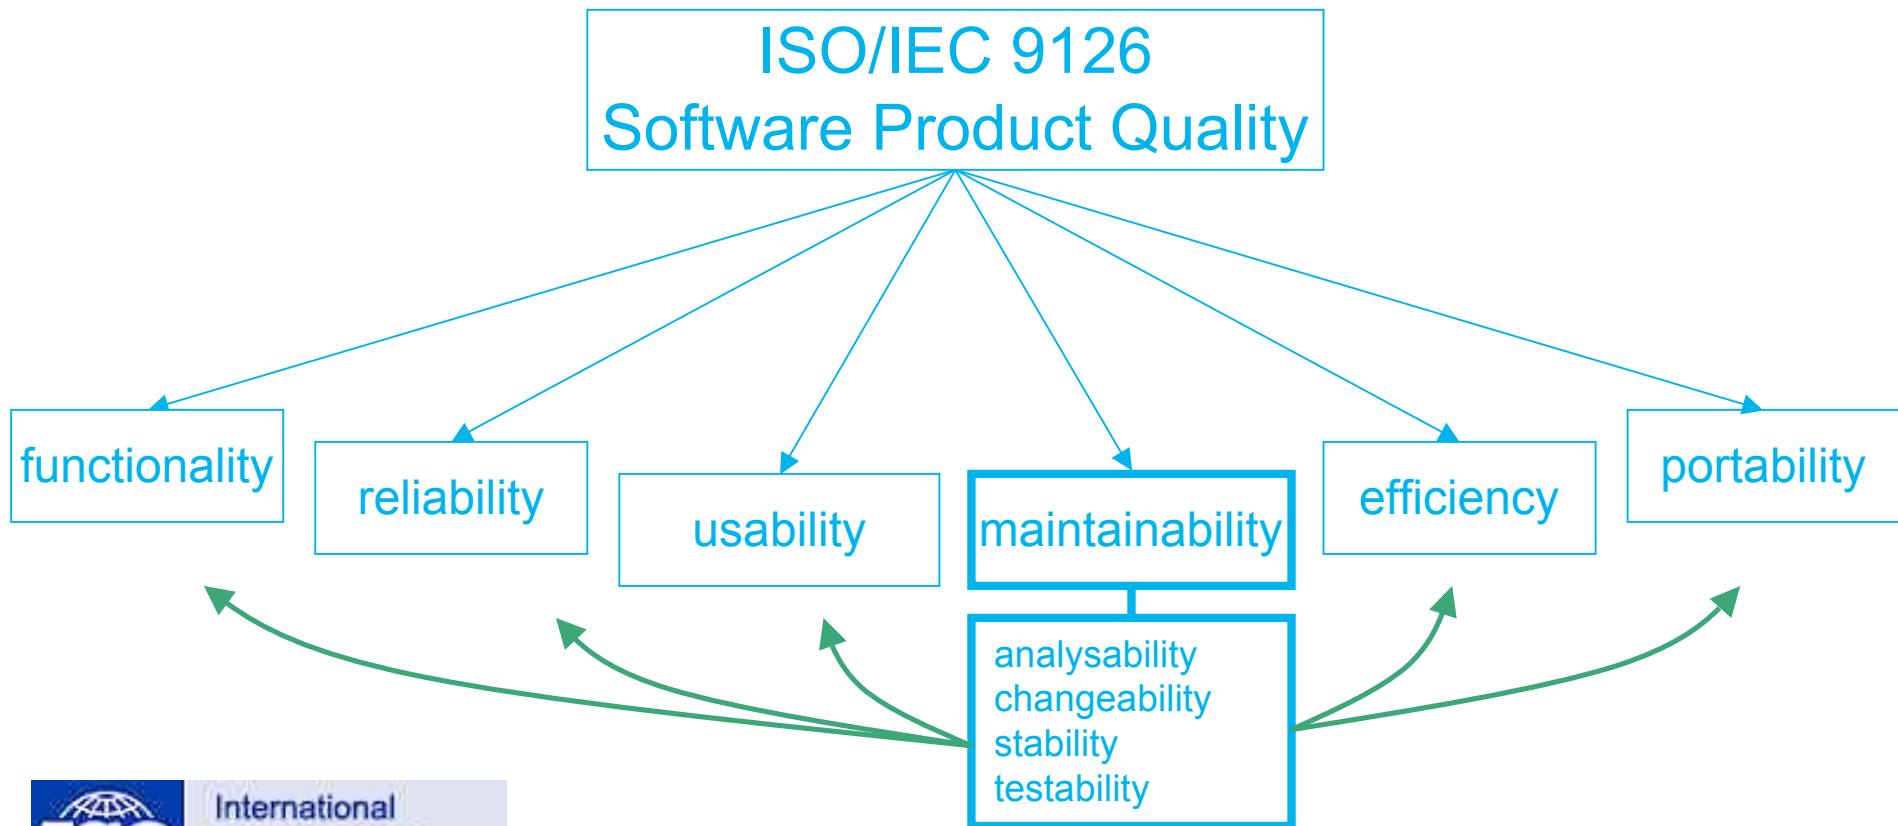 ISO/IEC 9126
Software Product Quality
functionality
reliability
usability
maintainability
efficiency
portability
analysability
changeability
stability
testability
International